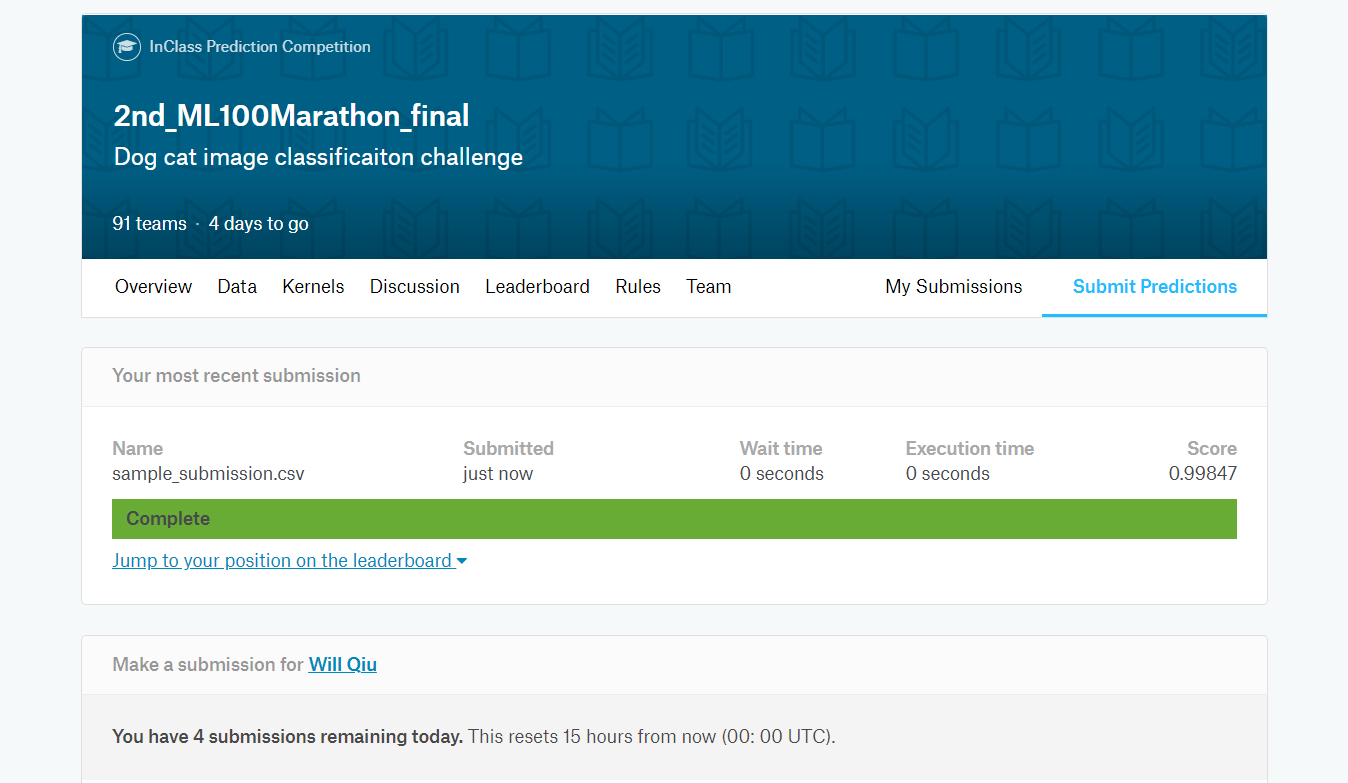 InClass Prediction Competition
2nd_ML100Marathon_final
Dog cat image classificaiton challenge
91 teams · 4 days to go
Overview Data Kernels Discussion Leaderboard Rules Team My Submissions Submit Predictions
Your most recent submission
Name Submitted Wait time Execution time Score
sample_submission.csv just now 0 seconds 0 seconds 0.99847
Complete
Jump to your position on the leaderboard
Make a submission for Will Qiu
You have 4 submissions remaining today. This resets 15 hours from now (00: 00 UTC).